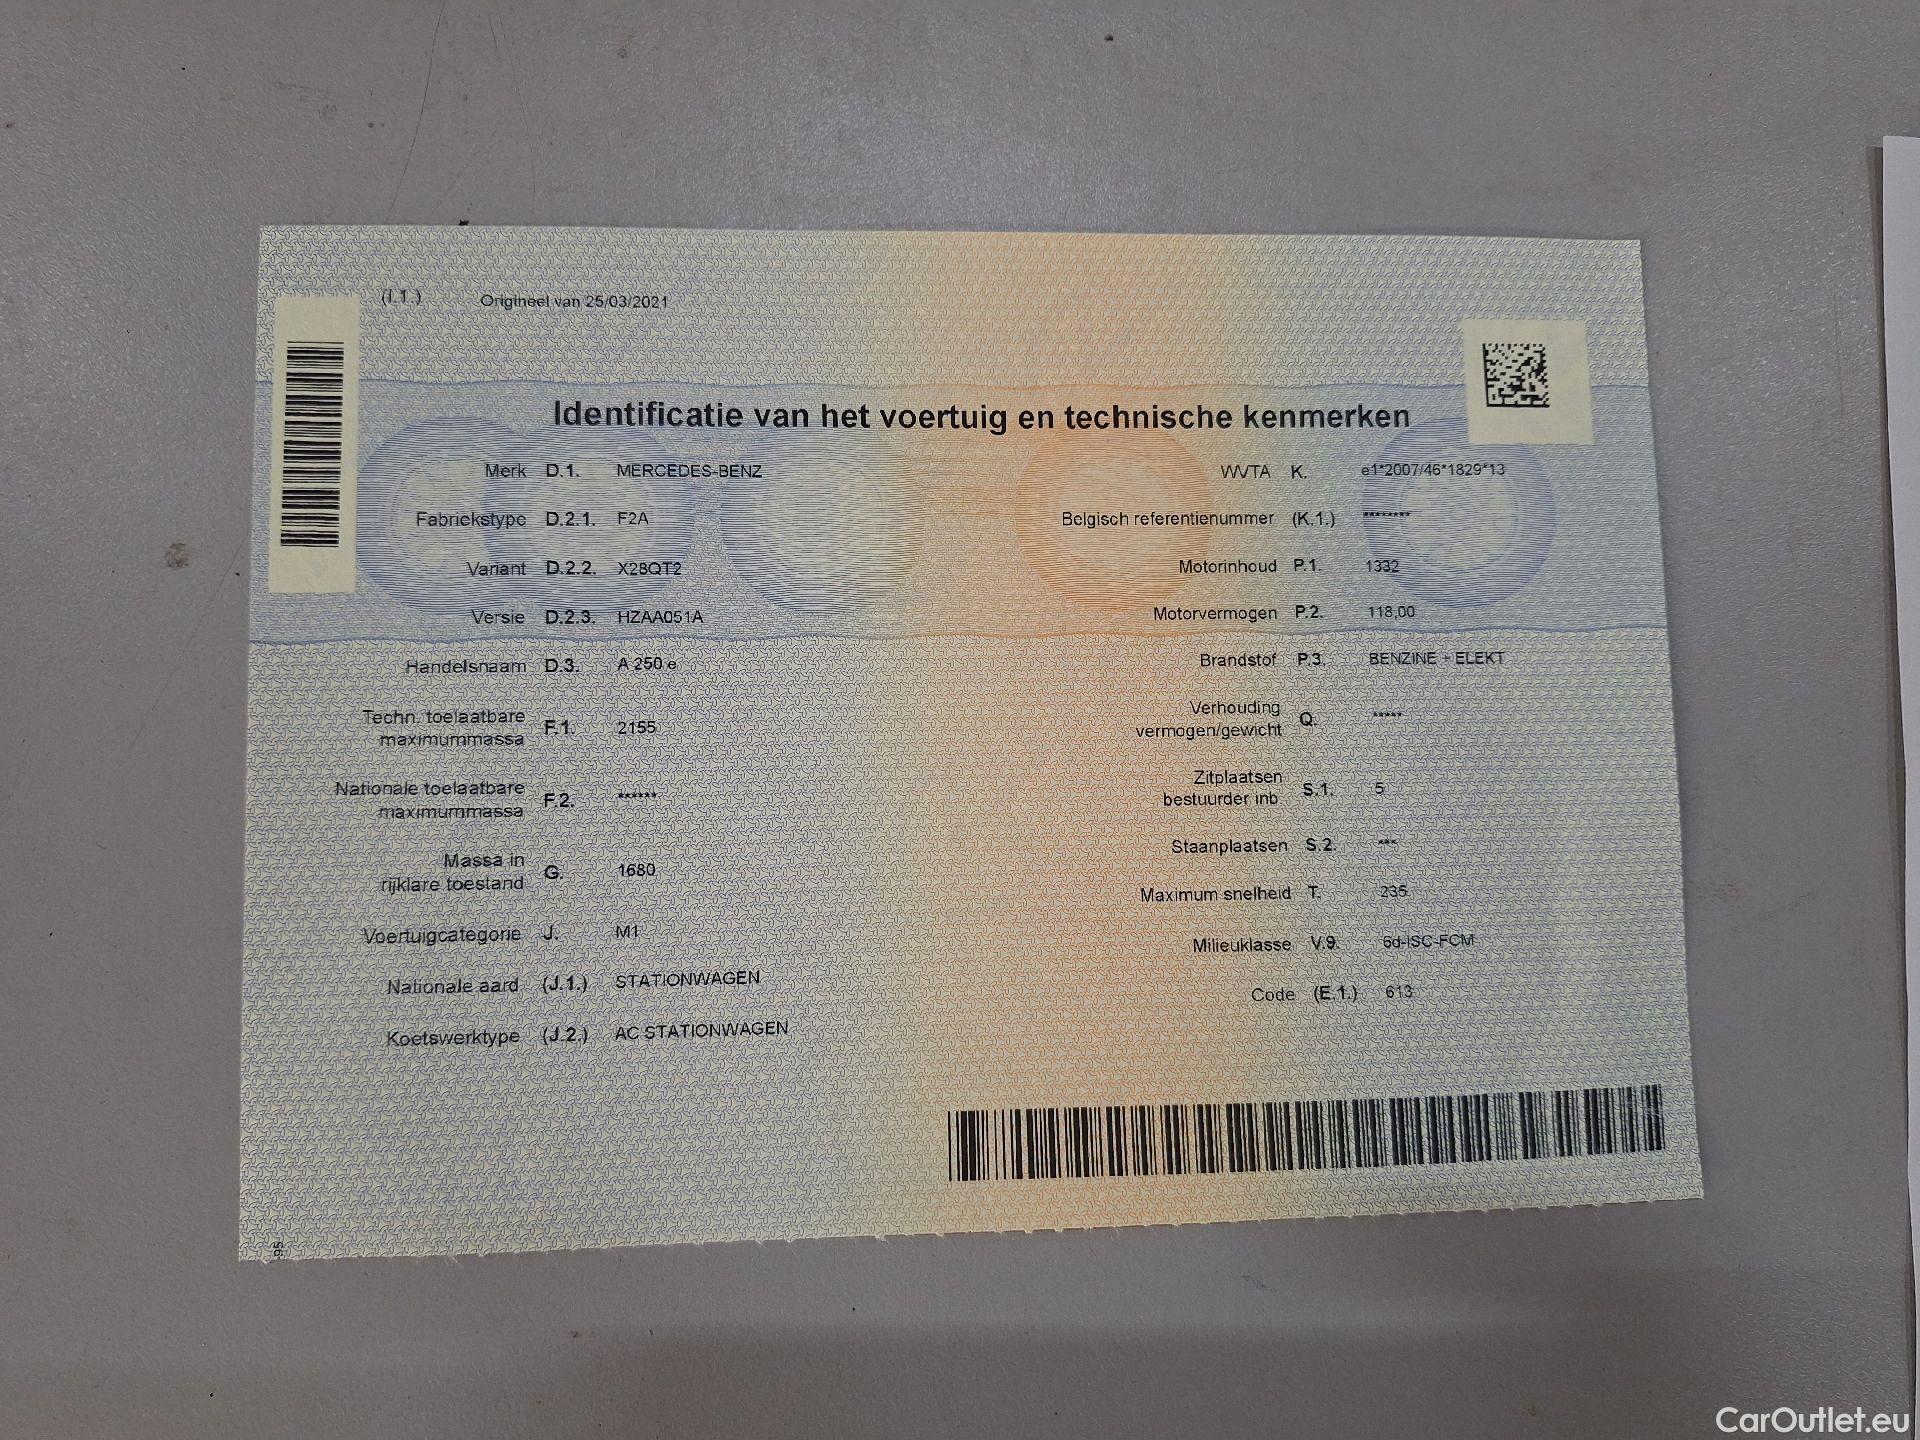 (I.1.) Origineel van 25/03/2021
Identificatie van het voertuig en technische kenmerken
Merk D.1. MERCEDES-BENZ
Fabriekstype D.2.1. F2A
Variant D.2.2. X28QT2
Versie D.2.3. HZAA051A
Handelsnaam D.3. A 250 e
Techn. toelaatbare
maximummassa F.1. 2155
Nationale toelaatbare
maximummassa F.2. ******
Massa in
rijklare toestand G. 1680
Voertuigcategorie J. M1
Nationale aard (J.1.) STATIONWAGEN
Koetswerktype (J.2.) AC STATIONWAGEN
WVTA K. e1*2007/46*1829*13
Belgisch referentienummer (K.1.) ********
Motorinhoud P.1. 1332
Motorvermogen P.2. 118,00
Brandstof P.3. BENZINE + ELEKT
Verhouding
vermogen/gewicht Q. *****
Zitplaatsen
bestuurder inb. S.1. 5
Staanplaatsen S.2. ***
Maximum snelheid T. 235
Milieuklasse V.9. 6d-ISC-FCM
Code (E.1.) 613
95
CarOutlet.eu